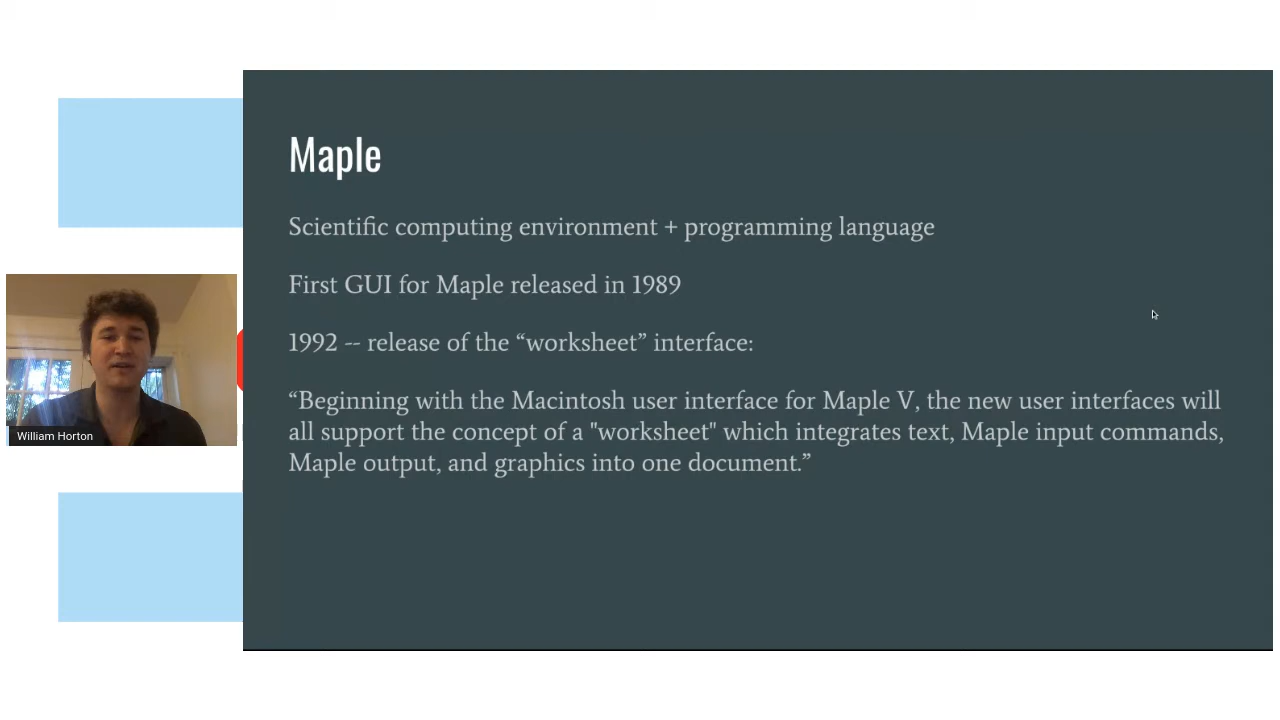 Maple
Scientific computing environment + programming language
First GUI for Maple released in 1989
1992 -- release of the “worksheet” interface:
“Beginning with the Macintosh user interface for Maple V, the new user interfaces will
all support the concept of a "worksheet" which integrates text, Maple input commands,
Maple output, and graphics into one document.”
William Horton